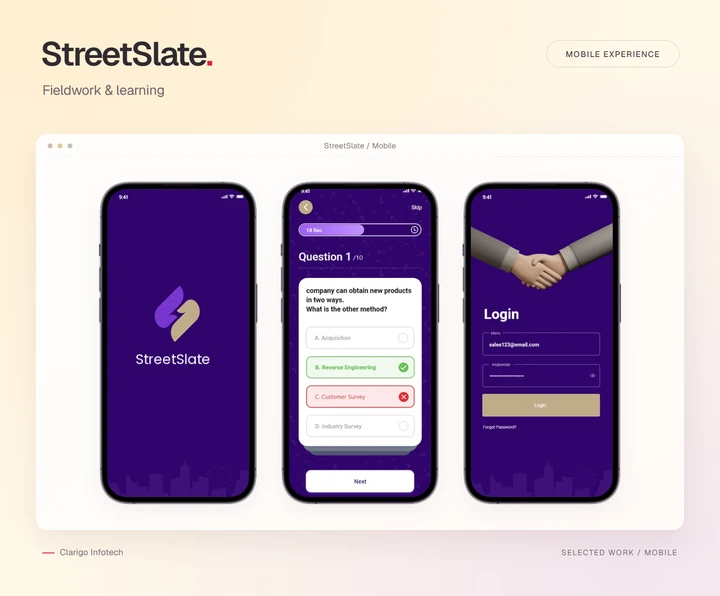 StreetSlate.
MOBILE EXPERIENCE
Fieldwork & learning
StreetSlate / Mobile
9:41
StreetSlate
9:41
Skip
18 Sec
Question 1 /10
company can obtain new products
in two ways.
What is the other method?
A. Acquisition
B. Reverse Engineering
C. Customer Survey
D. Industry Survey
Next
9:41
Login
EMAIL
sales123@email.com
PASSWORD
Login
Forgot Password?
Clarigo Infotech
SELECTED WORK / MOBILE